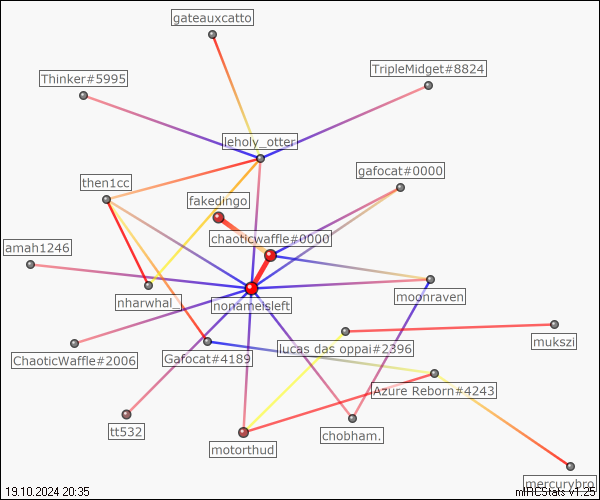 gateauxcatto
Thinker#5995
TripleMidget#8824
leholy_otter
gafocat#0000
then1cc
fakedingo
chaoticwaffle#0000
amah1246
nharwhal_
nonameisleft
moonraven
mukszi
ChaoticWaffle#2006
Gafocat#4189
lucas das oppai#2396
Azure Reborn#4243
tt532
motorthud
chobham.
mercurybro
19.10.2024 20:35
mIRCStats v1.25